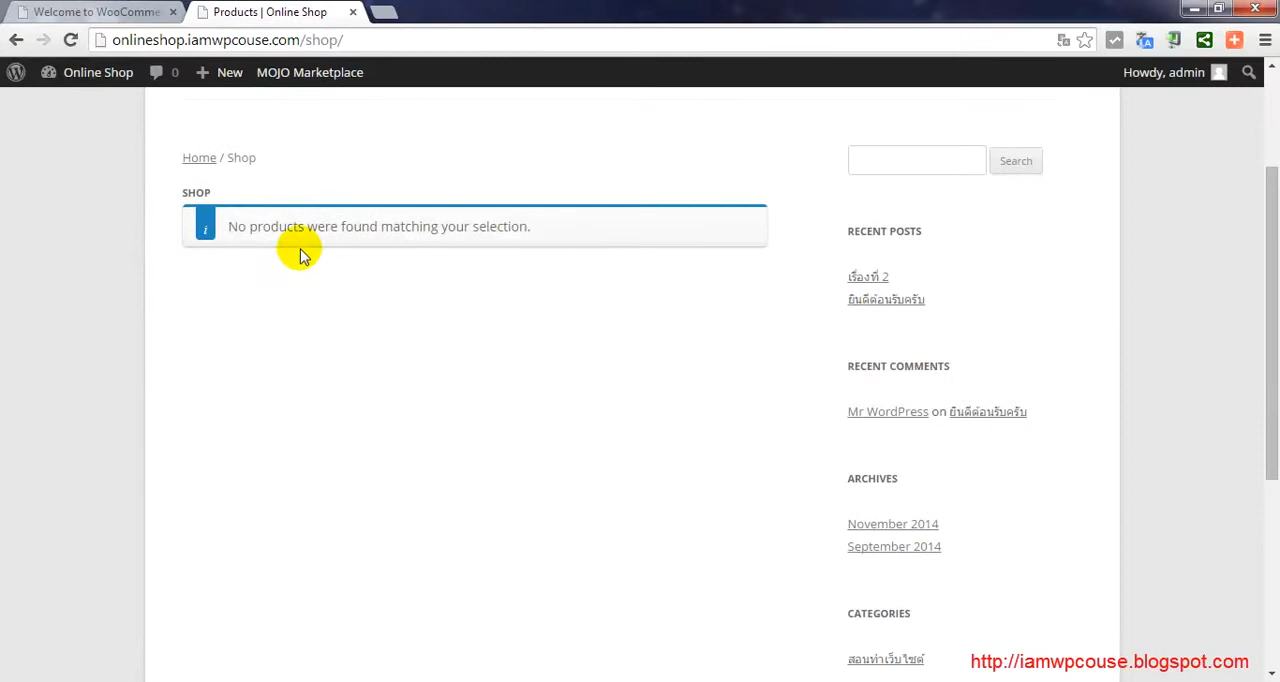 Welcome to WooComme
Products | Online Shop
onlineshop.iamwpcouse.com/shop/
Online Shop
0
New
MOJO Marketplace
Howdy, admin
Home / Shop
Search
SHOP
i
No products were found matching your selection.
RECENT POSTS
เรื่องที่ 2
ยินดีต้อนรับครับ
RECENT COMMENTS
Mr WordPress on ยินดีต้อนรับครับ
ARCHIVES
November 2014
September 2014
CATEGORIES
สอนทำเว็บไซต์
http://iamwpcouse.blogspot.com